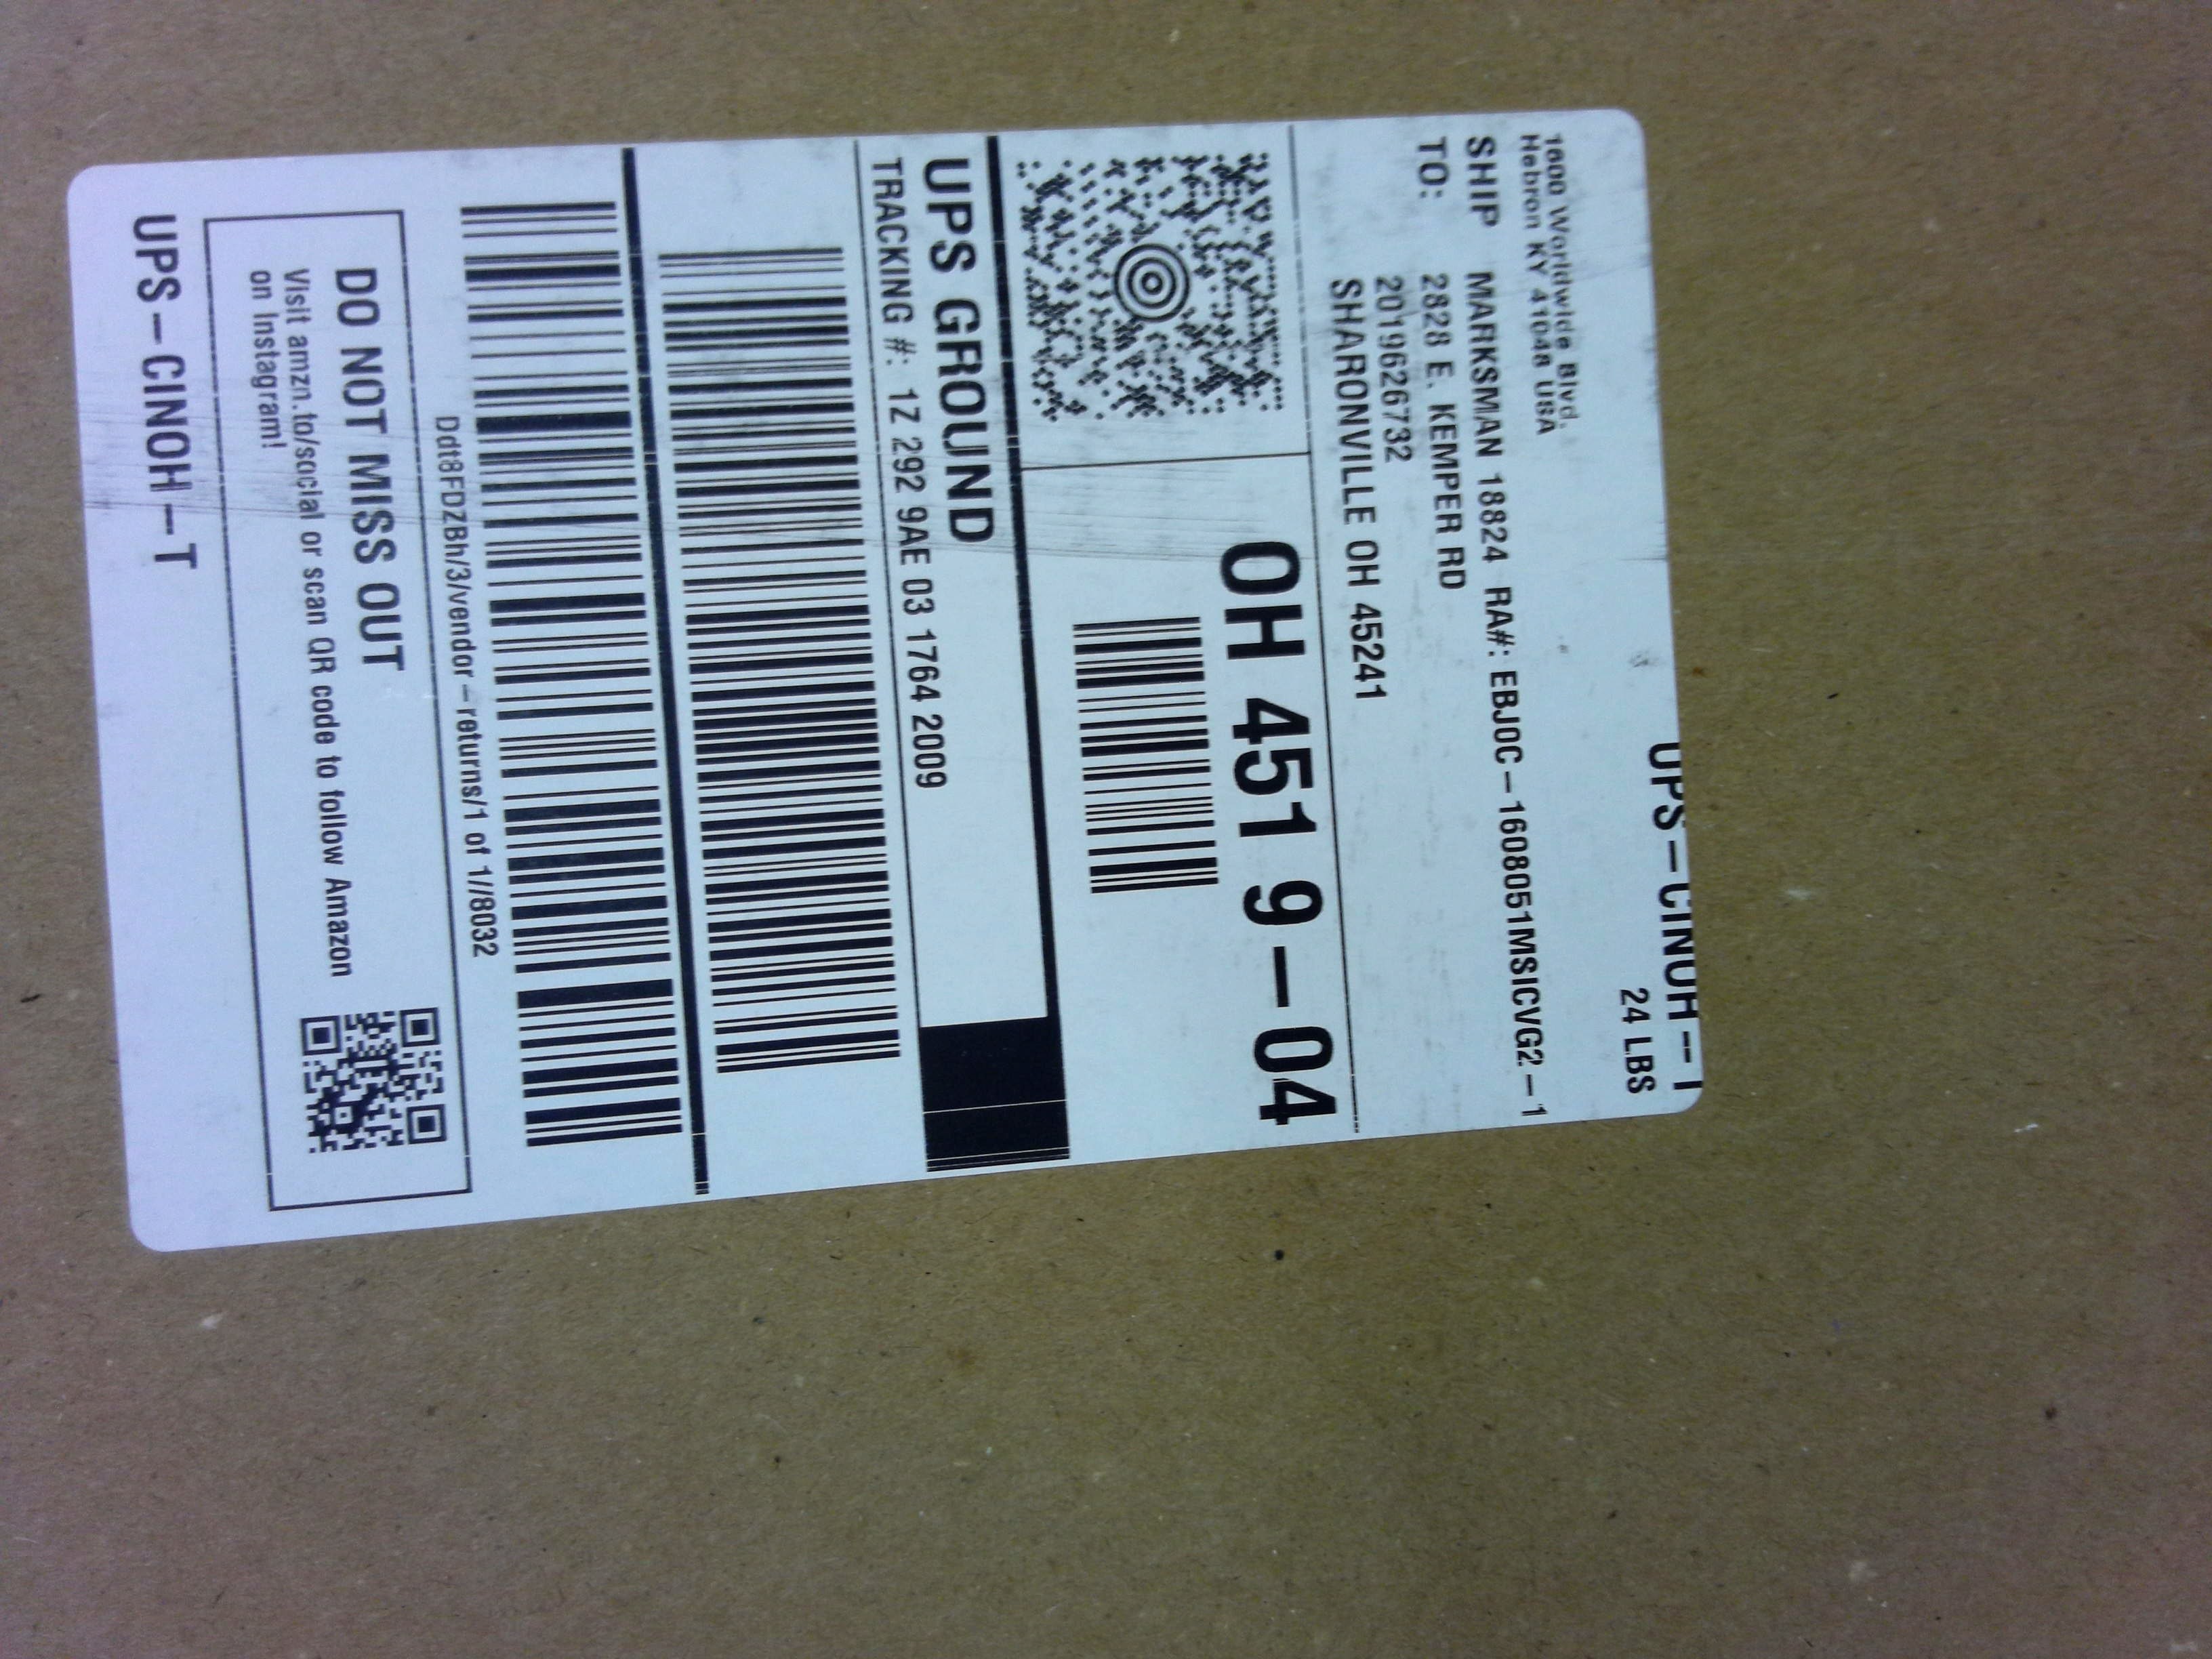 UPS-CINOH--T
24 LBS
1600 Worldwide Blvd.
Hebron KY 41048 USA
SHIP MARKSMAN 18824 RA#: EBJ0C-1608051MSICVG2-1
TO: 2828 E. KEMPER RD
2019626732
SHARONVILLE OH 45241
OH 451 9-04
UPS GROUND
TRACKING #: 1Z 292 9AE 03 1764 2009
Ddt8FDZBh/3/vendor-returns/1 of 1//8032
DO NOT MISS OUT
Visit amzn.to/social or scan QR code to follow Amazon
on Instagram!
UPS-CINOH-T